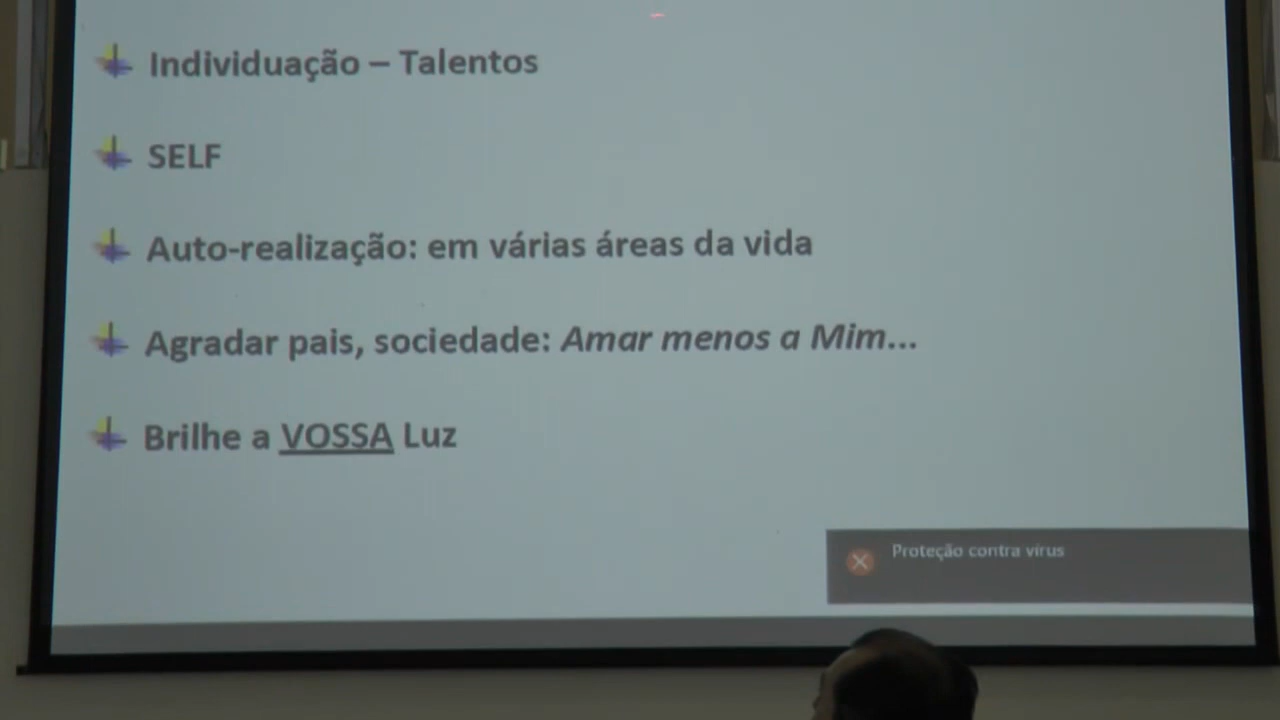 Individuação – Talentos
SELF
Auto-realização: em várias áreas da vida
Agradar pais, sociedade: Amar menos a Mim...
Brilhe a VOSSA Luz
Proteção contra vírus